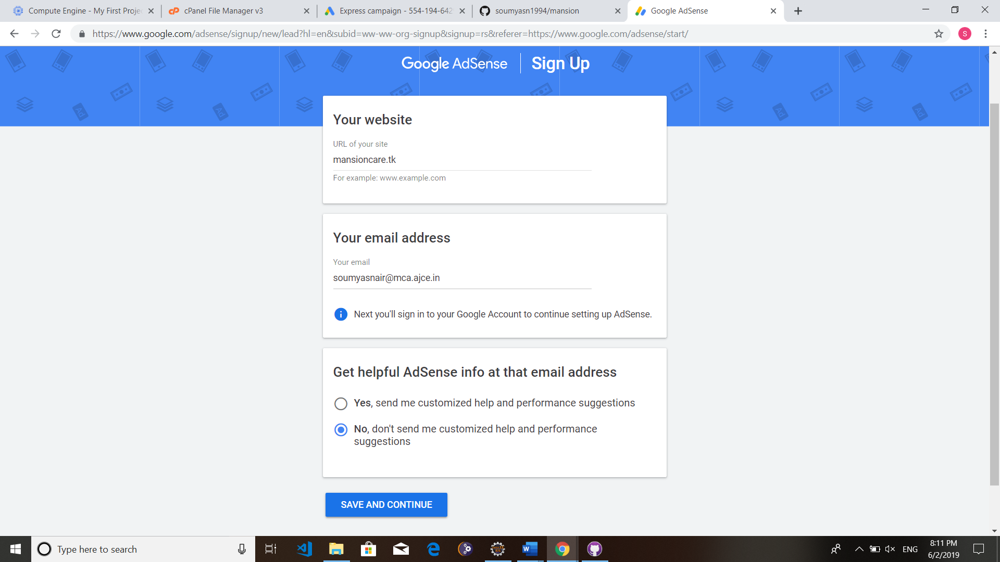 Compute Engine - My First Projec
cPanel File Manager v3
Express campaign - 554-194-642
soumyasn1994/mansion
Google AdSense
https://www.google.com/adsense/signup/new/lead?hl=en&subid=ww-ww-org-signup&signup=rs&referer=https://www.google.com/adsense/start/
S
Google AdSense
Sign Up
Your website
URL of your site
mansioncare.tk
For example: www.example.com
Your email address
Your email
soumyasnair@mca.ajce.in
Next you'll sign in to your Google Account to continue setting up AdSense.
Get helpful AdSense info at that email address
Yes, send me customized help and performance suggestions
No, don't send me customized help and performance
suggestions
SAVE AND CONTINUE
Type here to search
ENG
8:11 PM
6/2/2019